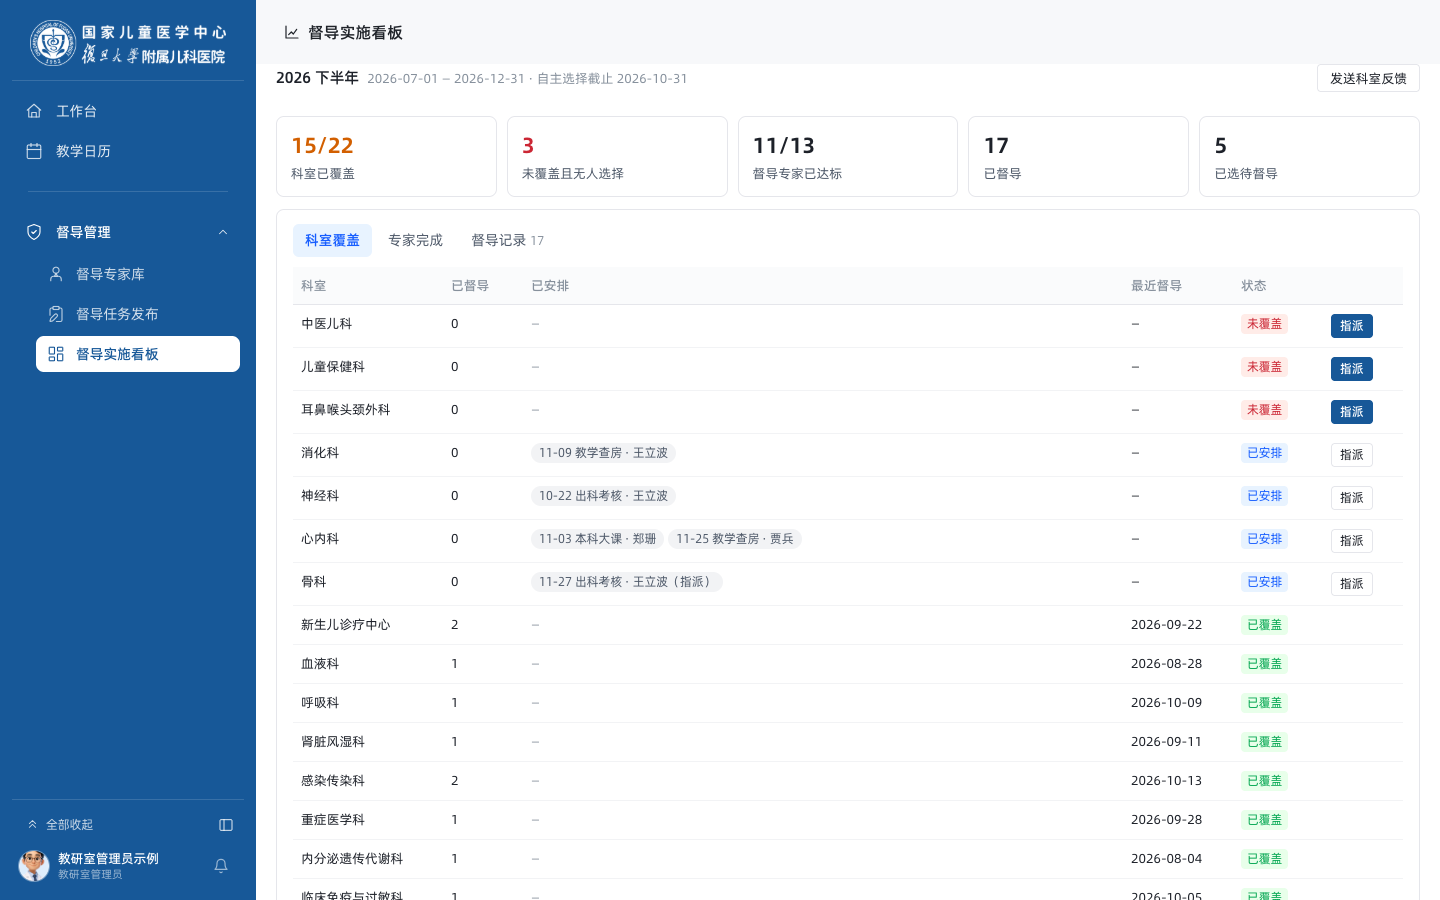 国家儿童医学中心
复旦大学附属儿科医院
工作台
教学日历
督导管理
督导专家库
督导任务发布
督导实施看板
全部收起
教研室管理员示例
教研室管理员
督导实施看板
2026 下半年 2026-07-01 – 2026-12-31 · 自主选择截止 2026-10-31
发送科室反馈
15/22
科室已覆盖
3
未覆盖且无人选择
11/13
督导专家已达标
17
已督导
5
已选待督导
科室覆盖 专家完成 督导记录 17
科室 已督导 已安排 最近督导 状态
中医儿科 0 – – 未覆盖 指派
儿童保健科 0 – – 未覆盖 指派
耳鼻喉头颈外科 0 – – 未覆盖 指派
消化科 0 11-09 教学查房 · 王立波 – 已安排 指派
神经科 0 10-22 出科考核 · 王立波 – 已安排 指派
心内科 0 11-03 本科大课 · 郑珊 11-25 教学查房 · 贾兵 – 已安排 指派
骨科 0 11-27 出科考核 · 王立波（指派） – 已安排 指派
新生儿诊疗中心 2 – 2026-09-22 已覆盖
血液科 1 – 2026-08-28 已覆盖
呼吸科 1 – 2026-10-09 已覆盖
肾脏风湿科 1 – 2026-09-11 已覆盖
感染传染科 2 – 2026-10-13 已覆盖
重症医学科 1 – 2026-09-28 已覆盖
内分泌遗传代谢科 1 – 2026-08-04 已覆盖
临床免疫与过敏科 1 – 2026-10-05 已覆盖